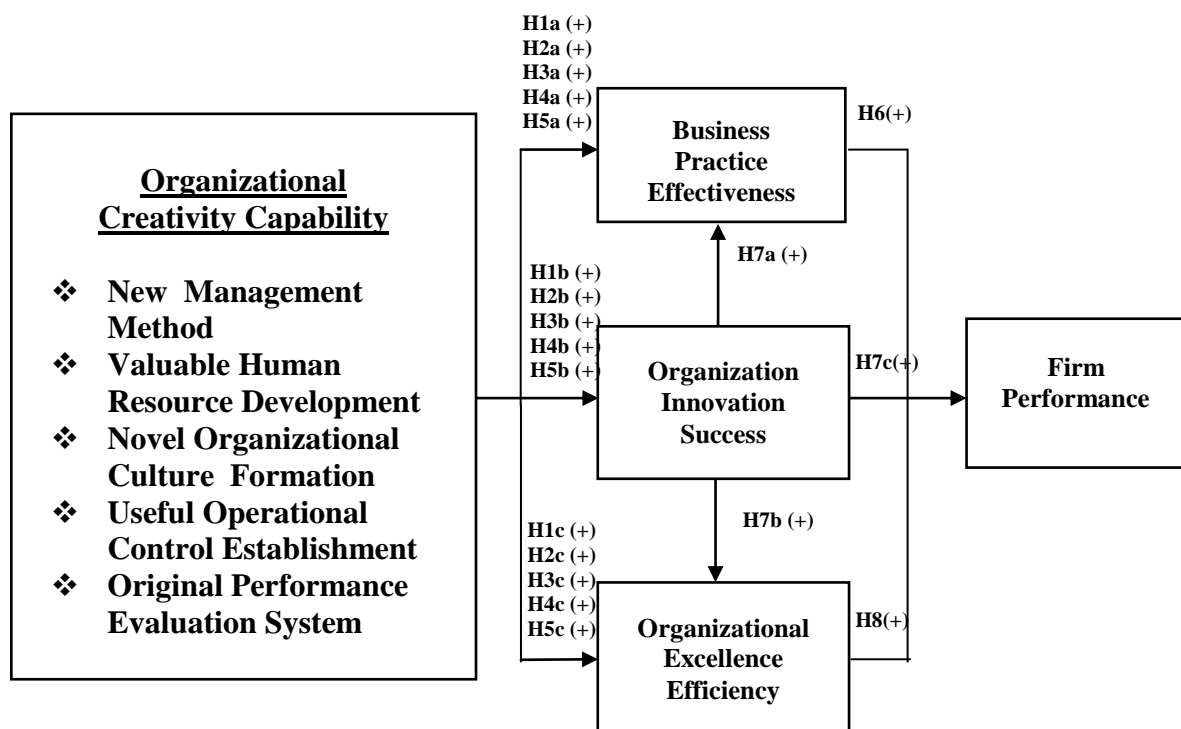 H1a (+)
H2a (+)
H3a (+)
H4a (+)
H5a (+)
H6(+)
Business
Practice
Effectiveness
Organizational
Creativity Capability
❖ New Management
Method
❖ Valuable Human
Resource Development
❖ Novel Organizational
Culture Formation
❖ Useful Operational
Control Establishment
❖ Original Performance
Evaluation System
H7a (+)
H1b (+)
H2b (+)
H3b (+)
H4b (+)
H5b (+)
Organization
Innovation
Success
H7c(+)
Firm
Performance
H7b (+)
H1c (+)
H2c (+)
H3c (+)
H4c (+)
H5c (+)
Organizational
Excellence
Efficiency
H8(+)